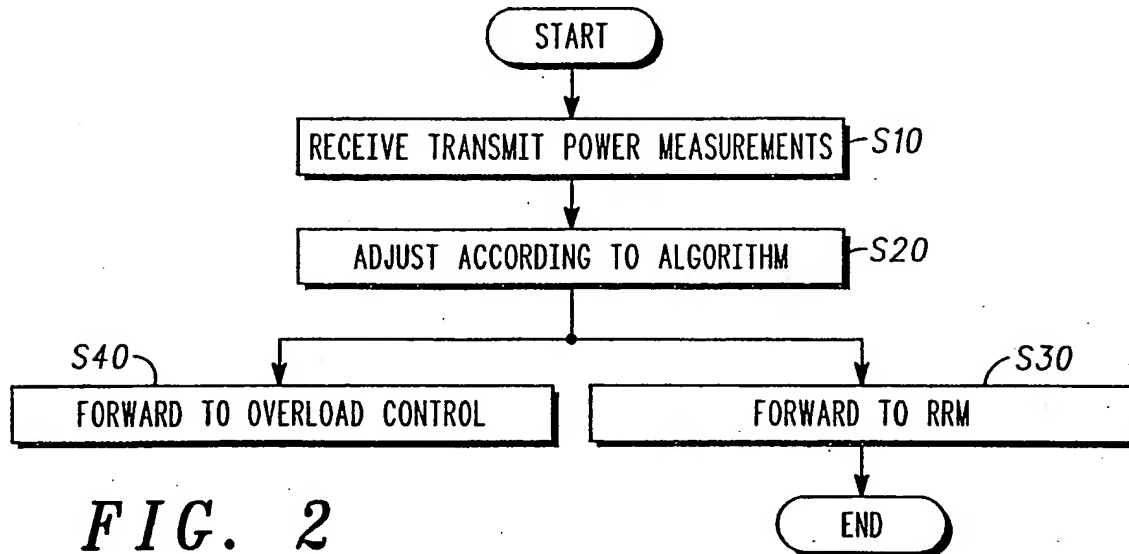 START
RECEIVE TRANSMIT POWER MEASUREMENTS
S10
ADJUST ACCORDING TO ALGORITHM
S20
S40
S30
FORWARD TO OVERLOAD CONTROL
FORWARD TO RRM
FIG. 2
END